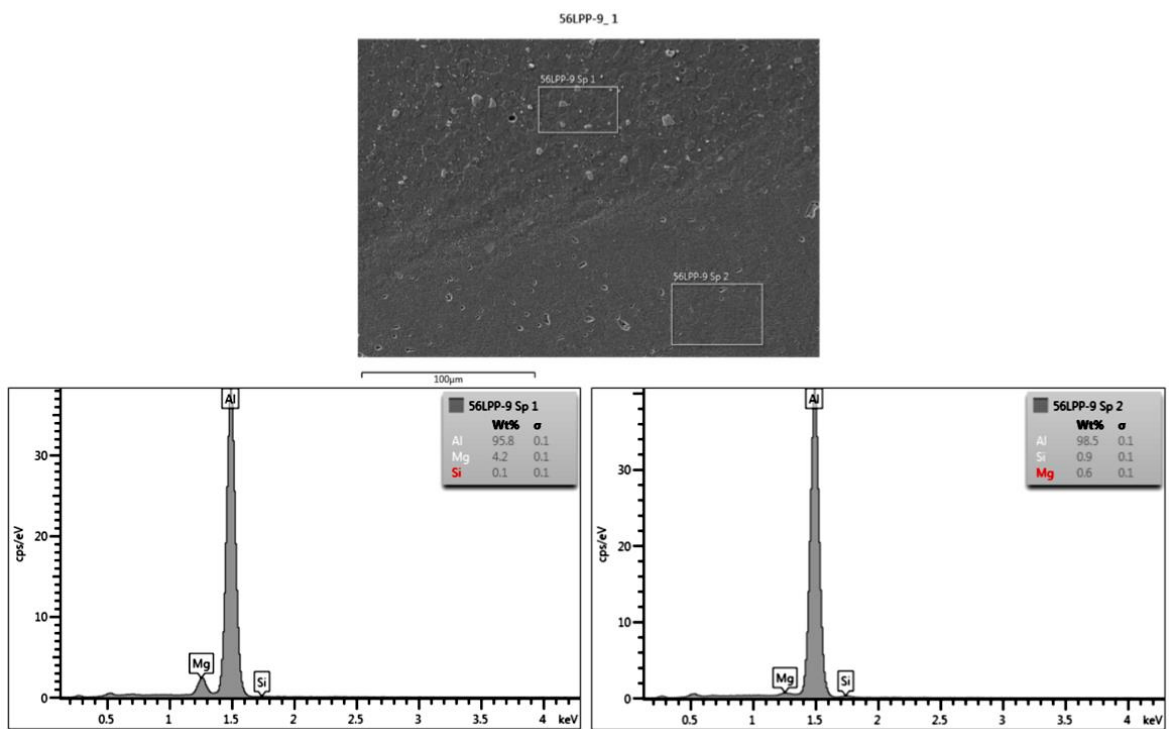 56LPP-9_ 1
56LPP-9 Sp 1
56LPP-9 Sp 2
100µm
cps/eV
30
20
10
0
Al
Mg
Si
56LPP-9 Sp 1
Wt% σ
Al 95.8 0.1
Mg 4.2 0.1
Si 0.1 0.1
0.5 1 1.5 2 2.5 3 3.5 4 keV
cps/eV
30
20
10
0
Al
Mg
Si
56LPP-9 Sp 2
Wt% σ
Al 98.5 0.1
Si 0.9 0.1
Mg 0.6 0.1
0.5 1 1.5 2 2.5 3 3.5 4 keV